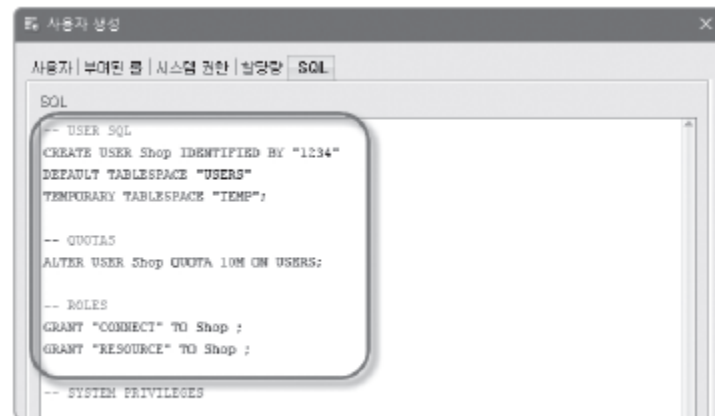 사용자 생성
사용자 부여된 롤 시스템 권한 할당량 SQL
SQL
-- USER SQL
CREATE USER Shop IDENTIFIED BY "1234"
DEFAULT TABLESPACE "USERS"
TEMPORARY TABLESPACE "TEMP";
-- QUOTAS
ALTER USER Shop QUOTA 10M ON USERS;
-- ROLES
GRANT "CONNECT" TO Shop ;
GRANT "RESOURCE" TO Shop ;
-- SYSTEM PRIVILEGES